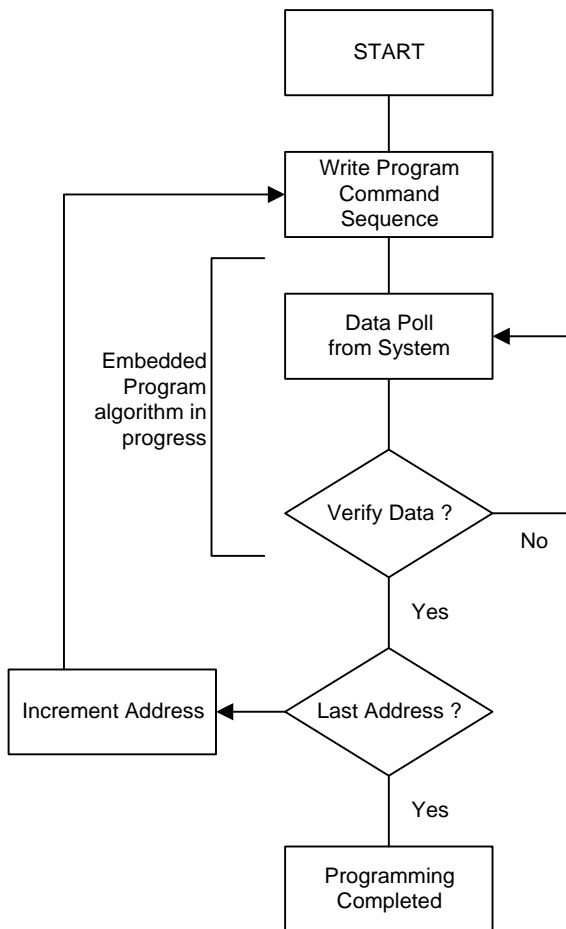 START
Write Program
Command
Sequence
Data Poll
from System
Embedded
Program
algorithm in
progress
Verify Data ?
No
Yes
Increment Address
Last Address ?
Yes
Programming
Completed